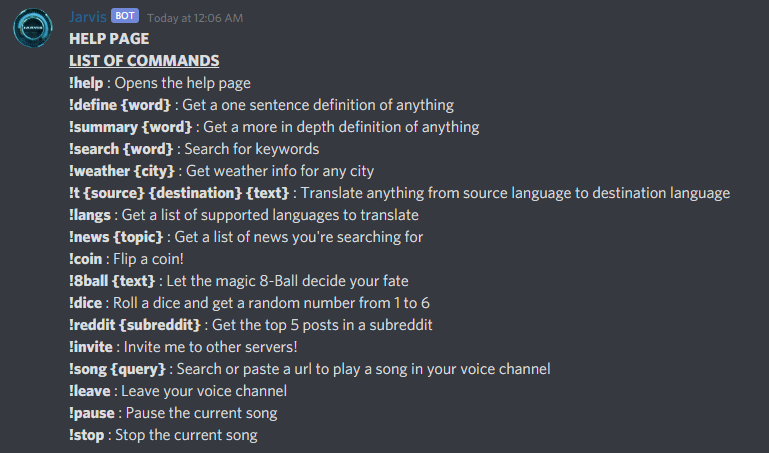 Jarvis BOT Today at 12:06 AM
HELP PAGE
LIST OF COMMANDS
!help : Opens the help page
!define {word} : Get a one sentence definition of anything
!summary {word} : Get a more in depth definition of anything
!search {word} : Search for keywords
!weather {city} : Get weather info for any city
!t {source} {destination} {text} : Translate anything from source language to destination language
!langs : Get a list of supported languages to translate
!news {topic} : Get a list of news you're searching for
!coin : Flip a coin!
!8ball {text} : Let the magic 8-Ball decide your fate
!dice : Roll a dice and get a random number from 1 to 6
!reddit {subreddit} : Get the top 5 posts in a subreddit
!invite : Invite me to other servers!
!song {query} : Search or paste a url to play a song in your voice channel
!leave : Leave your voice channel
!pause : Pause the current song
!stop : Stop the current song